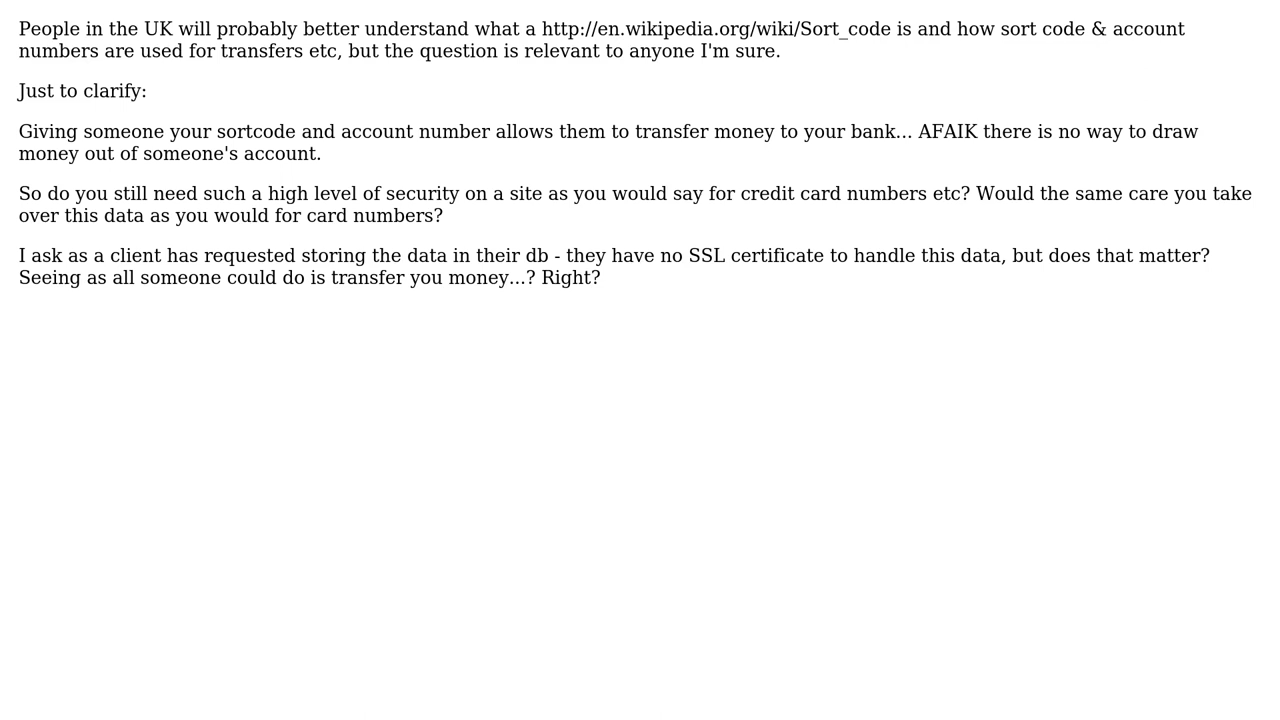 People in the UK will probably better understand what a http://en.wikipedia.org/wiki/Sort_code is and how sort code & account
numbers are used for transfers etc, but the question is relevant to anyone I'm sure.
Just to clarify:
Giving someone your sortcode and account number allows them to transfer money to your bank... AFAIK there is no way to draw
money out of someone's account.
So do you still need such a high level of security on a site as you would say for credit card numbers etc? Would the same care you take
over this data as you would for card numbers?
I ask as a client has requested storing the data in their db - they have no SSL certificate to handle this data, but does that matter?
Seeing as all someone could do is transfer you money...? Right?